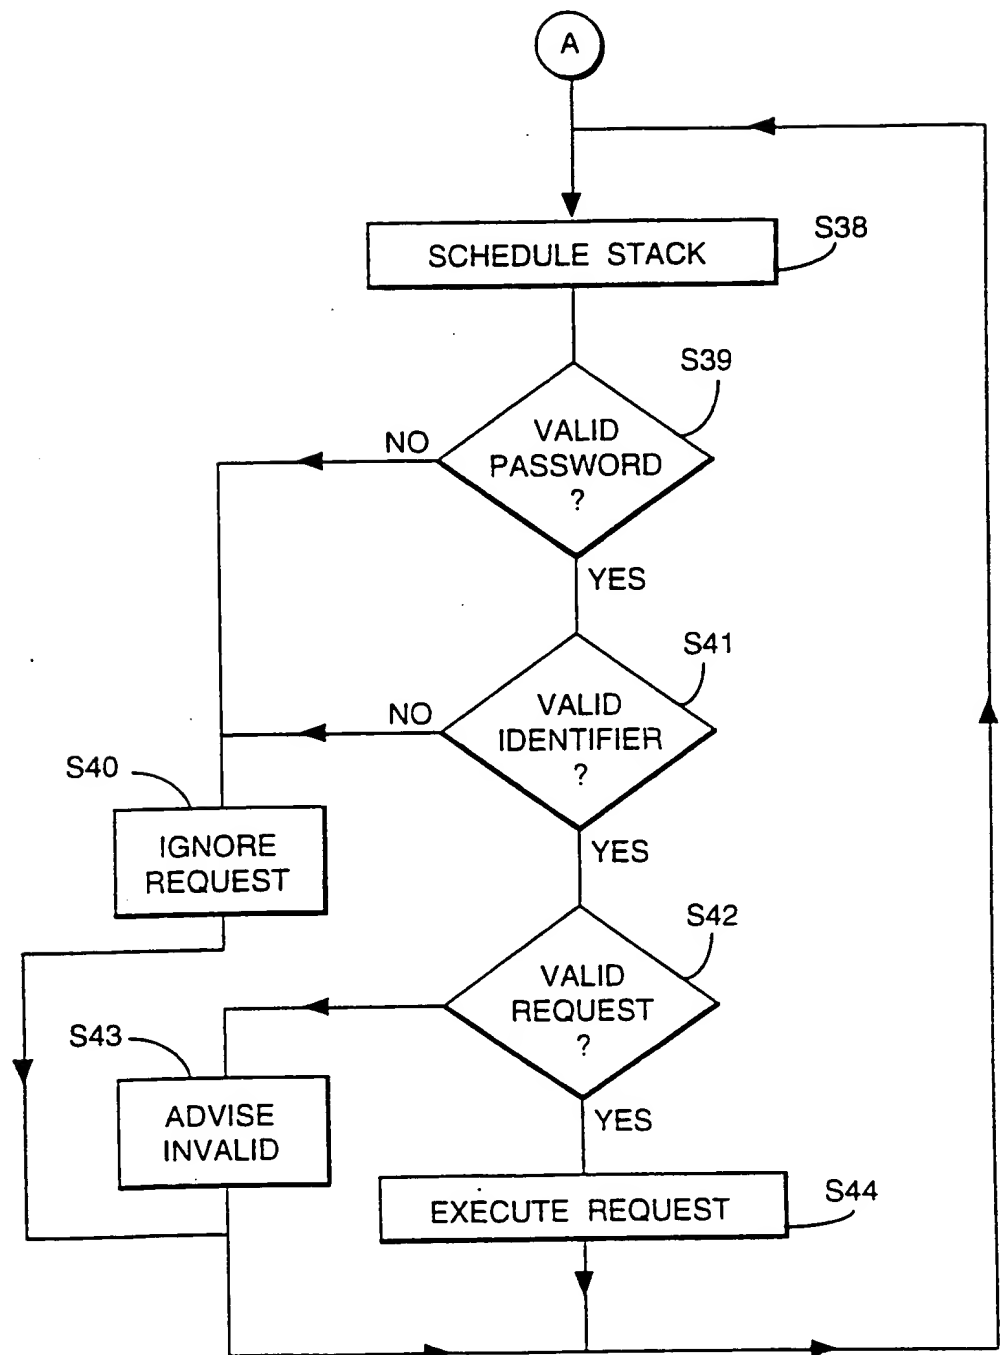 A
SCHEDULE STACK
S38
S39
VALID
PASSWORD
?
NO
YES
S41
VALID
IDENTIFIER
?
NO
YES
S40
IGNORE
REQUEST
S42
VALID
REQUEST
?
YES
S43
ADVISE
INVALID
EXECUTE REQUEST
S44